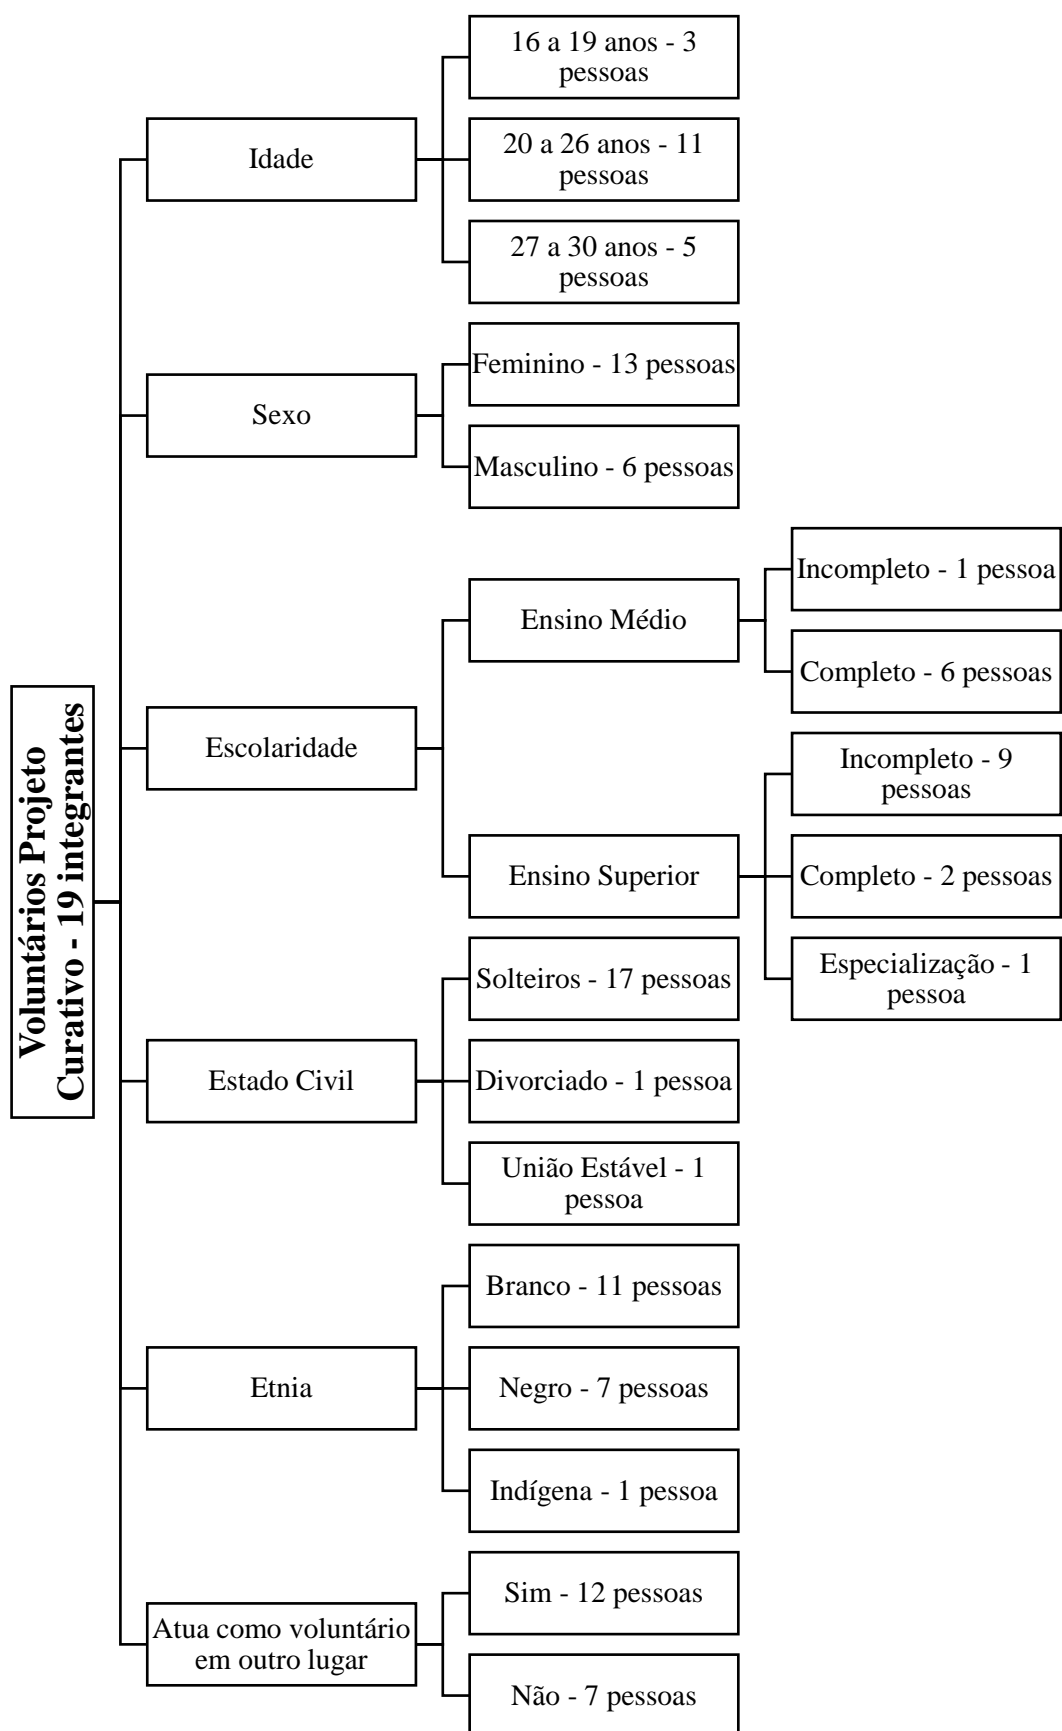 Voluntários Projeto
Curativo - 19 integrantes
Idade
16 a 19 anos - 3
pessoas
20 a 26 anos - 11
pessoas
27 a 30 anos - 5
pessoas
Sexo
Feminino - 13 pessoas
Masculino - 6 pessoas
Escolaridade
Ensino Médio
Incompleto - 1 pessoa
Completo - 6 pessoas
Ensino Superior
Incompleto - 9
pessoas
Completo - 2 pessoas
Especialização - 1
pessoa
Estado Civil
Solteiros - 17 pessoas
Divorciado - 1 pessoa
União Estável - 1
pessoa
Etnia
Branco - 11 pessoas
Negro - 7 pessoas
Indígena - 1 pessoa
Atua como voluntário
em outro lugar
Sim - 12 pessoas
Não - 7 pessoas